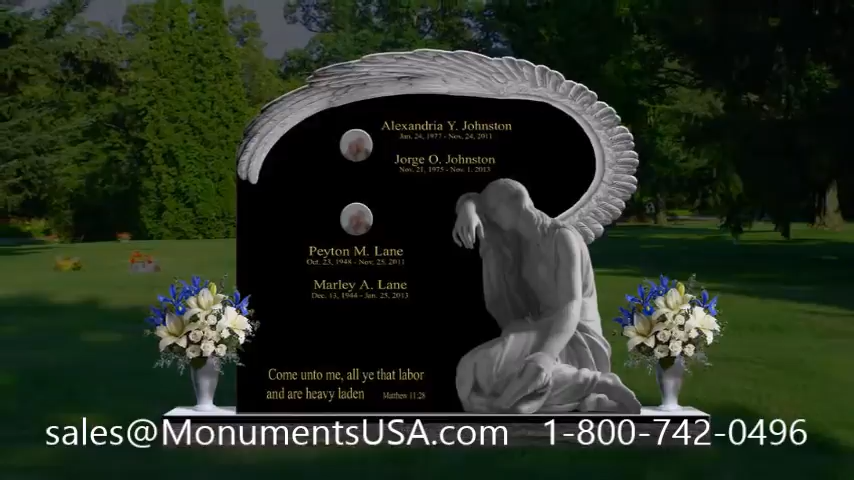 Alexandria Y. Johnston
Jan. 24, 1977 - Nov. 24, 2011
Jorge O. Johnston
Nov. 21, 1975 - Nov. 1, 2013
Peyton M. Lane
Oct. 23, 1948 - Nov. 25, 2011
Marley A. Lane
Dec. 13, 1944 - Jan. 25, 2013
Come unto me, all ye that labor
and are heavy laden Matthew 11:28
sales@MonumentsUSA.com 1-800-742-0496